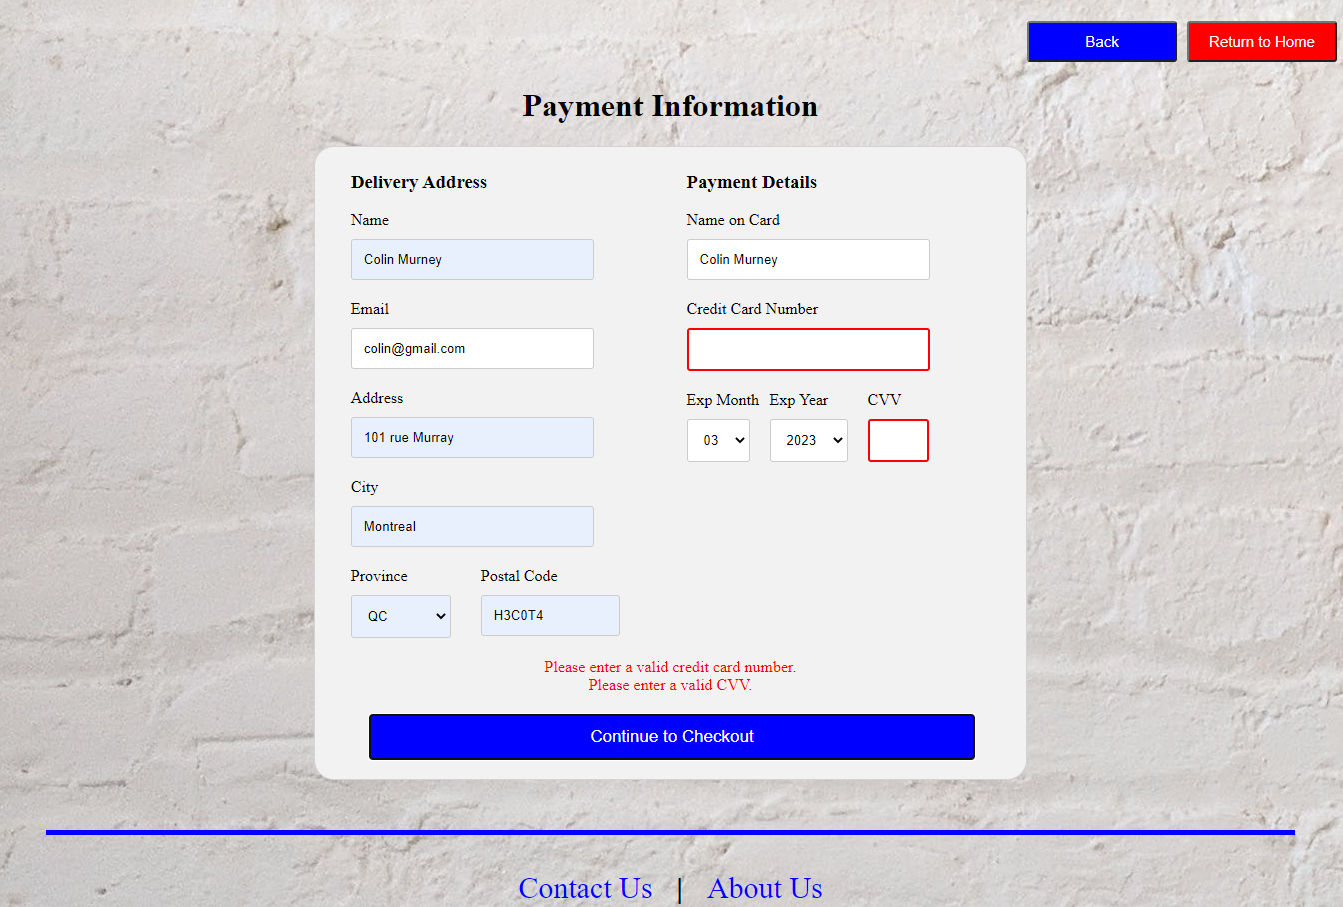 Back
Return to Home
Payment Information
Delivery Address
Name
Colin Murney
Email
colin@gmail.com
Address
101 rue Murray
City
Montreal
Province
Postal Code
QC
H3C0T4
Payment Details
Name on Card
Colin Murney
Credit Card Number
Exp Month
Exp Year
CVV
03
2023
Please enter a valid credit card number.
Please enter a valid CVV.
Continue to Checkout
Contact Us | About Us